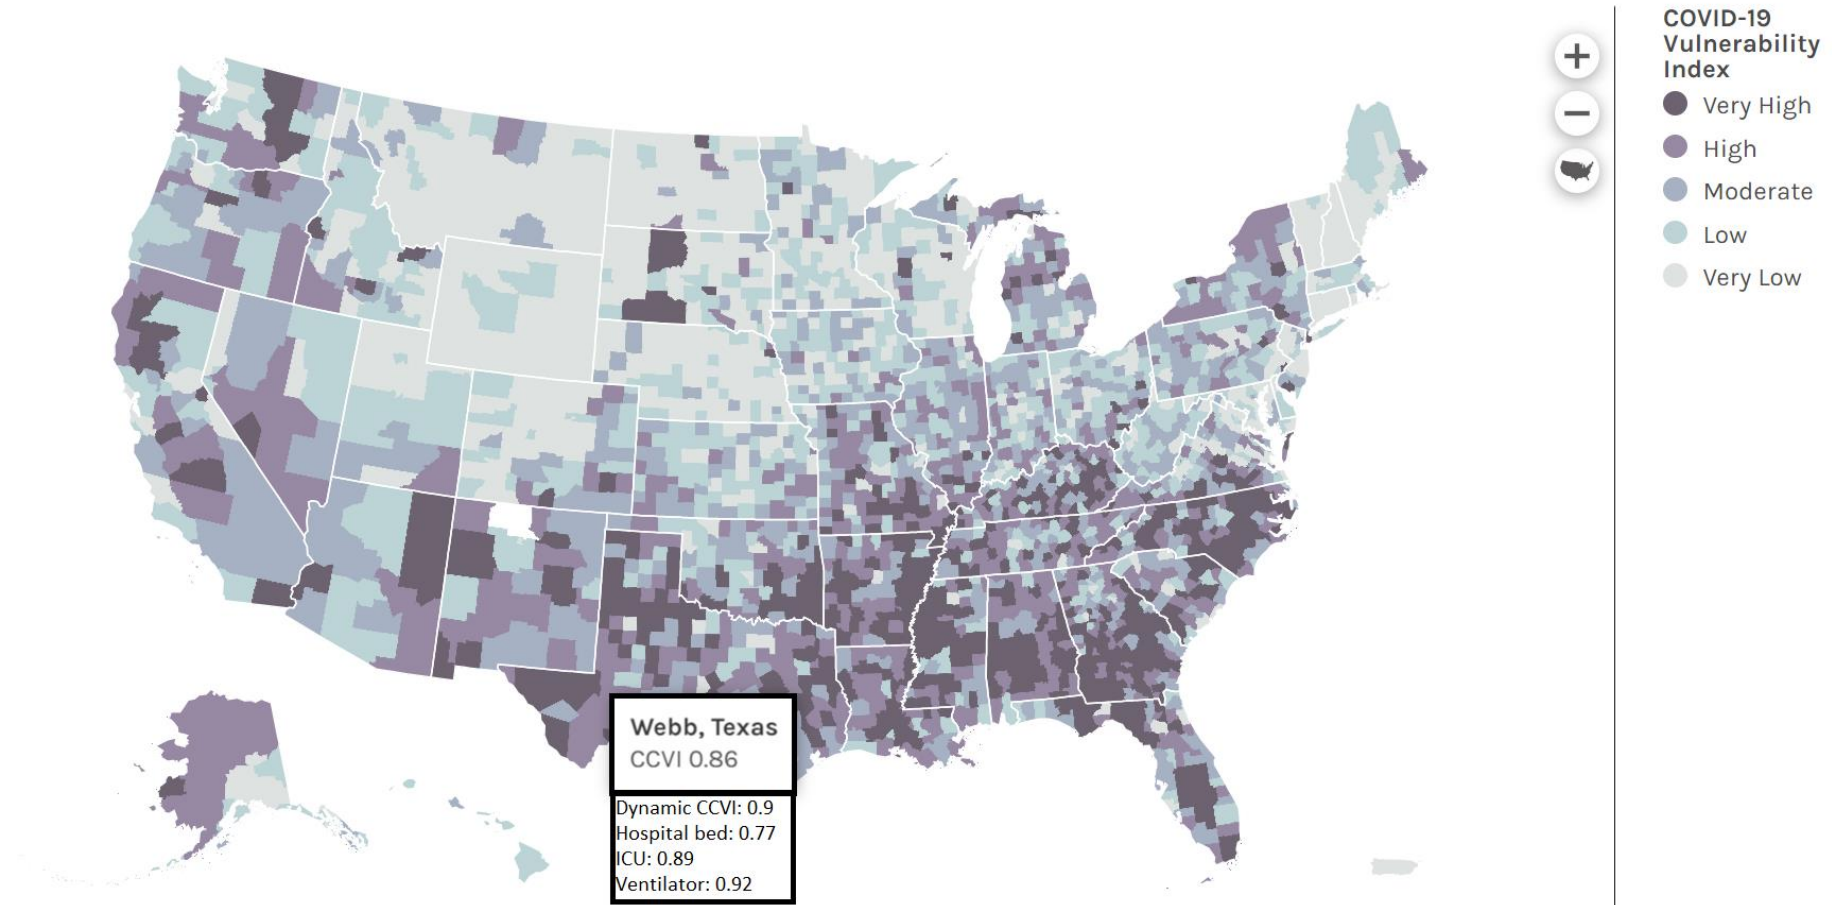 COVID-19
Vulnerability
Index
Very High
High
Moderate
Low
Very Low
Webb, Texas
CCVI 0.86
Dynamic CCVI: 0.9
Hospital bed: 0.77
ICU: 0.89
Ventilator: 0.92